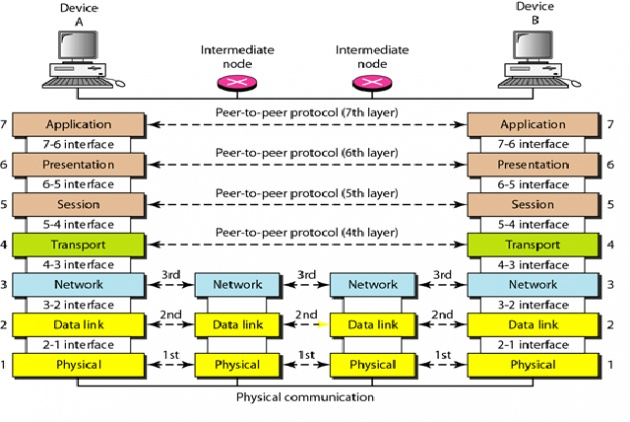 Device
A
Device
B
Intermediate
node
Intermediate
node
7 Application Peer-to-peer protocol (7th layer) Application 7
7-6 interface 7-6 interface
6 Presentation Peer-to-peer protocol (6th layer) Presentation 6
6-5 interface 6-5 interface
5 Session Peer-to-peer protocol (5th layer) Session 5
5-4 interface 5-4 interface
4 Transport Peer-to-peer protocol (4th layer) Transport 4
4-3 interface 4-3 interface
3 Network 3rd Network 3rd Network 3rd Network 3
3-2 interface 3-2 interface
2 Data link 2nd Data link 2nd Data link 2nd Data link 2
2-1 interface 2-1 interface
1 Physical 1st Physical 1st Physical 1st Physical 1
Physical communication